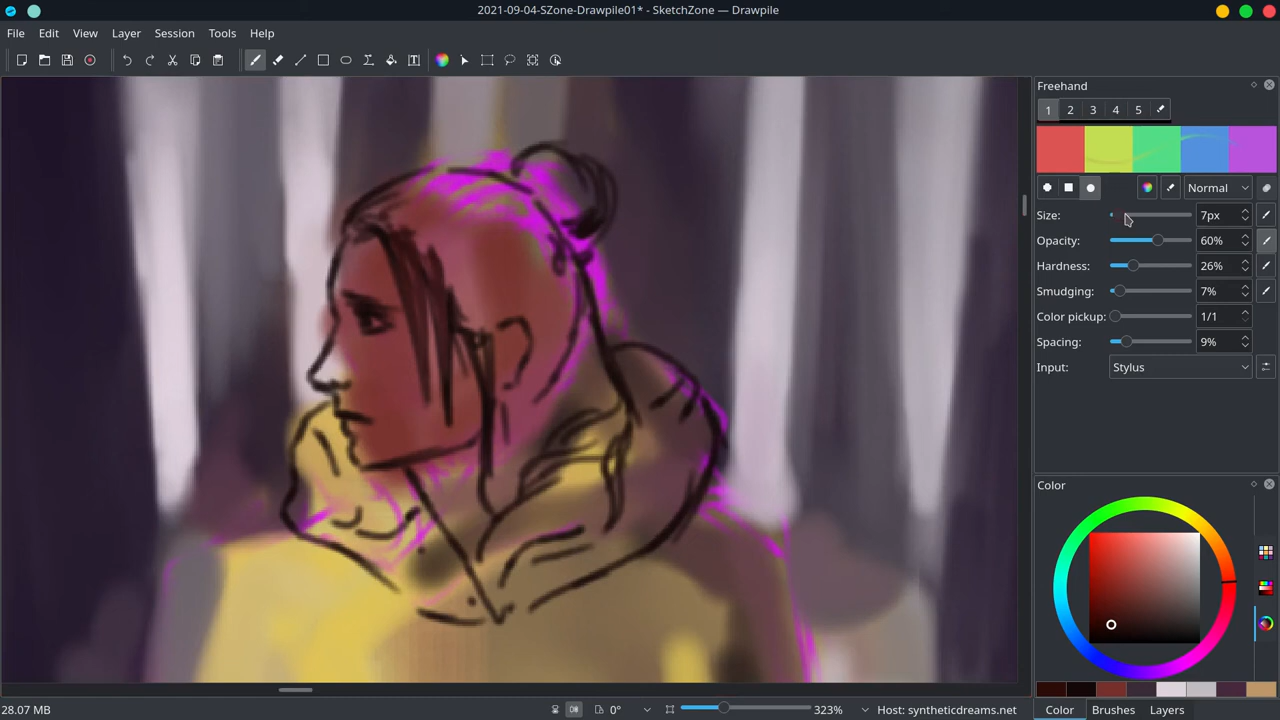 2021-09-04-SZone-Drawpile01* - SketchZone — Drawpile
File Edit View Layer Session Tools Help
Freehand
1 2 3 4 5
Normal
Size: 7px
Opacity: 60%
Hardness: 26%
Smudging: 7%
Color pickup: 1/1
Spacing: 9%
Input: Stylus
Color
28.07 MB 0° 323% Host: syntheticdreams.net Color Brushes Layers